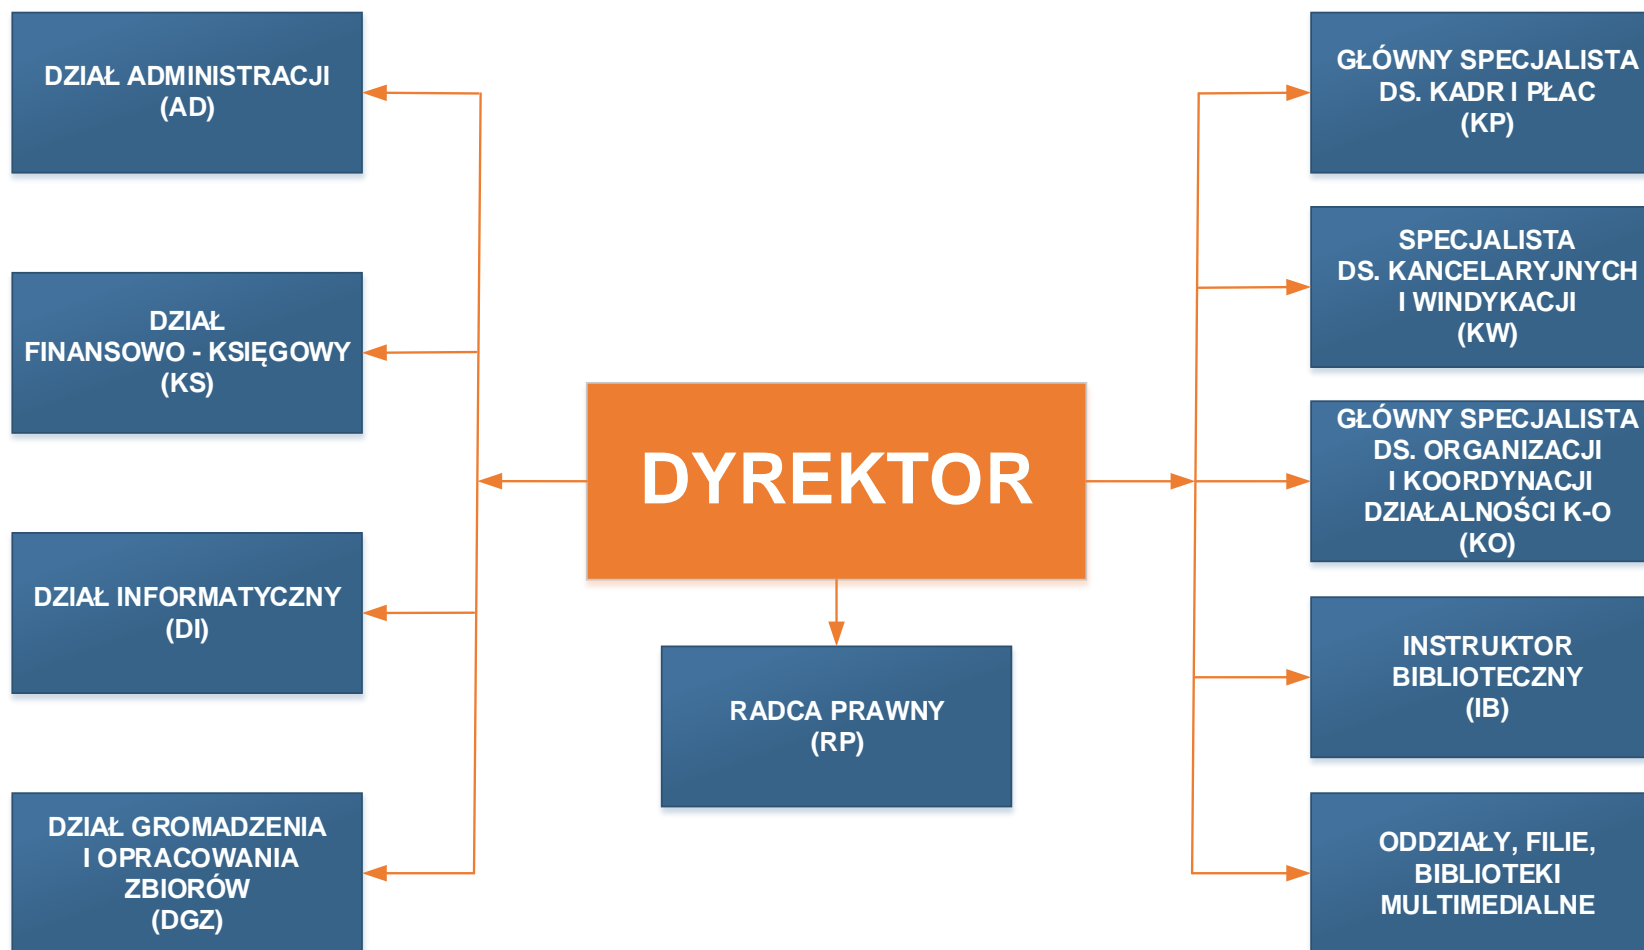 DZIAŁ ADMINISTRACJI
(AD)
DZIAŁ
FINANSOWO - KSIĘGOWY
(KS)
DZIAŁ INFORMATYCZNY
(DI)
DZIAŁ GROMADZENIA
I OPRACOWANIA
ZBIORÓW
(DGZ)
DYREKTOR
RADCA PRAWNY
(RP)
GŁÓWNY SPECJALISTA
DS. KADR I PŁAC
(KP)
SPECJALISTA
DS. KANCELARYJNYCH
I WINDYKACJI
(KW)
GŁÓWNY SPECJALISTA
DS. ORGANIZACJI
I KOORDYNACJI
DZIAŁALNOŚCI K-O
(KO)
INSTRUKTOR
BIBLIOTECZNY
(IB)
ODDZIAŁY, FILIE,
BIBLIOTEKI
MULTIMEDIALNE